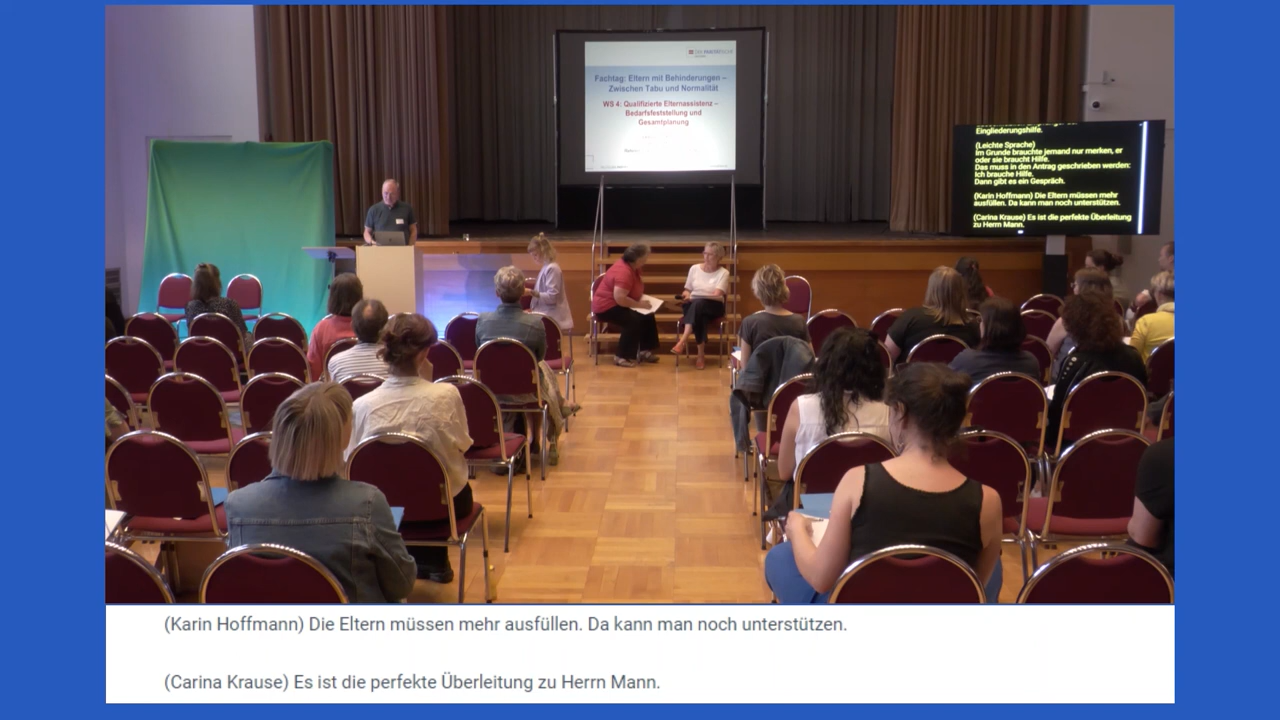 Fachtag: Eltern mit Behinderungen –
Zwischen Tabu und Normalität
WS 4: Qualifizierte Elternassistenz –
Bedarfsfeststellung und
Gesamtplanung
Eingliederungshilfe.
(Leichte Sprache)
Im Grunde brauchte jemand nur merken, er
oder sie braucht Hilfe.
Das muss in den Antrag geschrieben werden:
Ich brauche Hilfe.
Dann gibt es ein Gespräch.
(Karin Hoffmann) Die Eltern müssen mehr
ausfüllen. Da kann man noch unterstützen.
(Carina Krause) Es ist die perfekte Überleitung
zu Herrn Mann.
(Karin Hoffmann) Die Eltern müssen mehr ausfüllen. Da kann man noch unterstützen.
(Carina Krause) Es ist die perfekte Überleitung zu Herrn Mann.